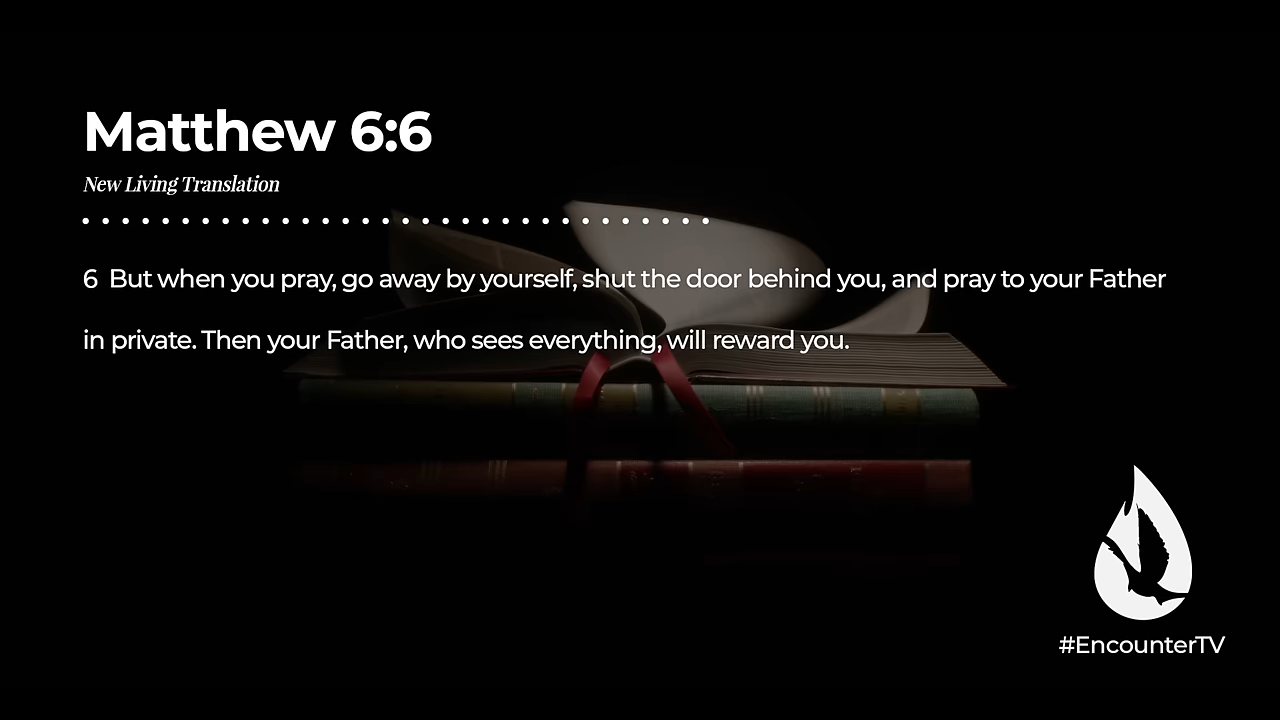 Matthew 6:6
New Living Translation
6 But when you pray, go away by yourself, shut the door behind you, and pray to your Father
in private. Then your Father, who sees everything, will reward you.
#EncounterTV